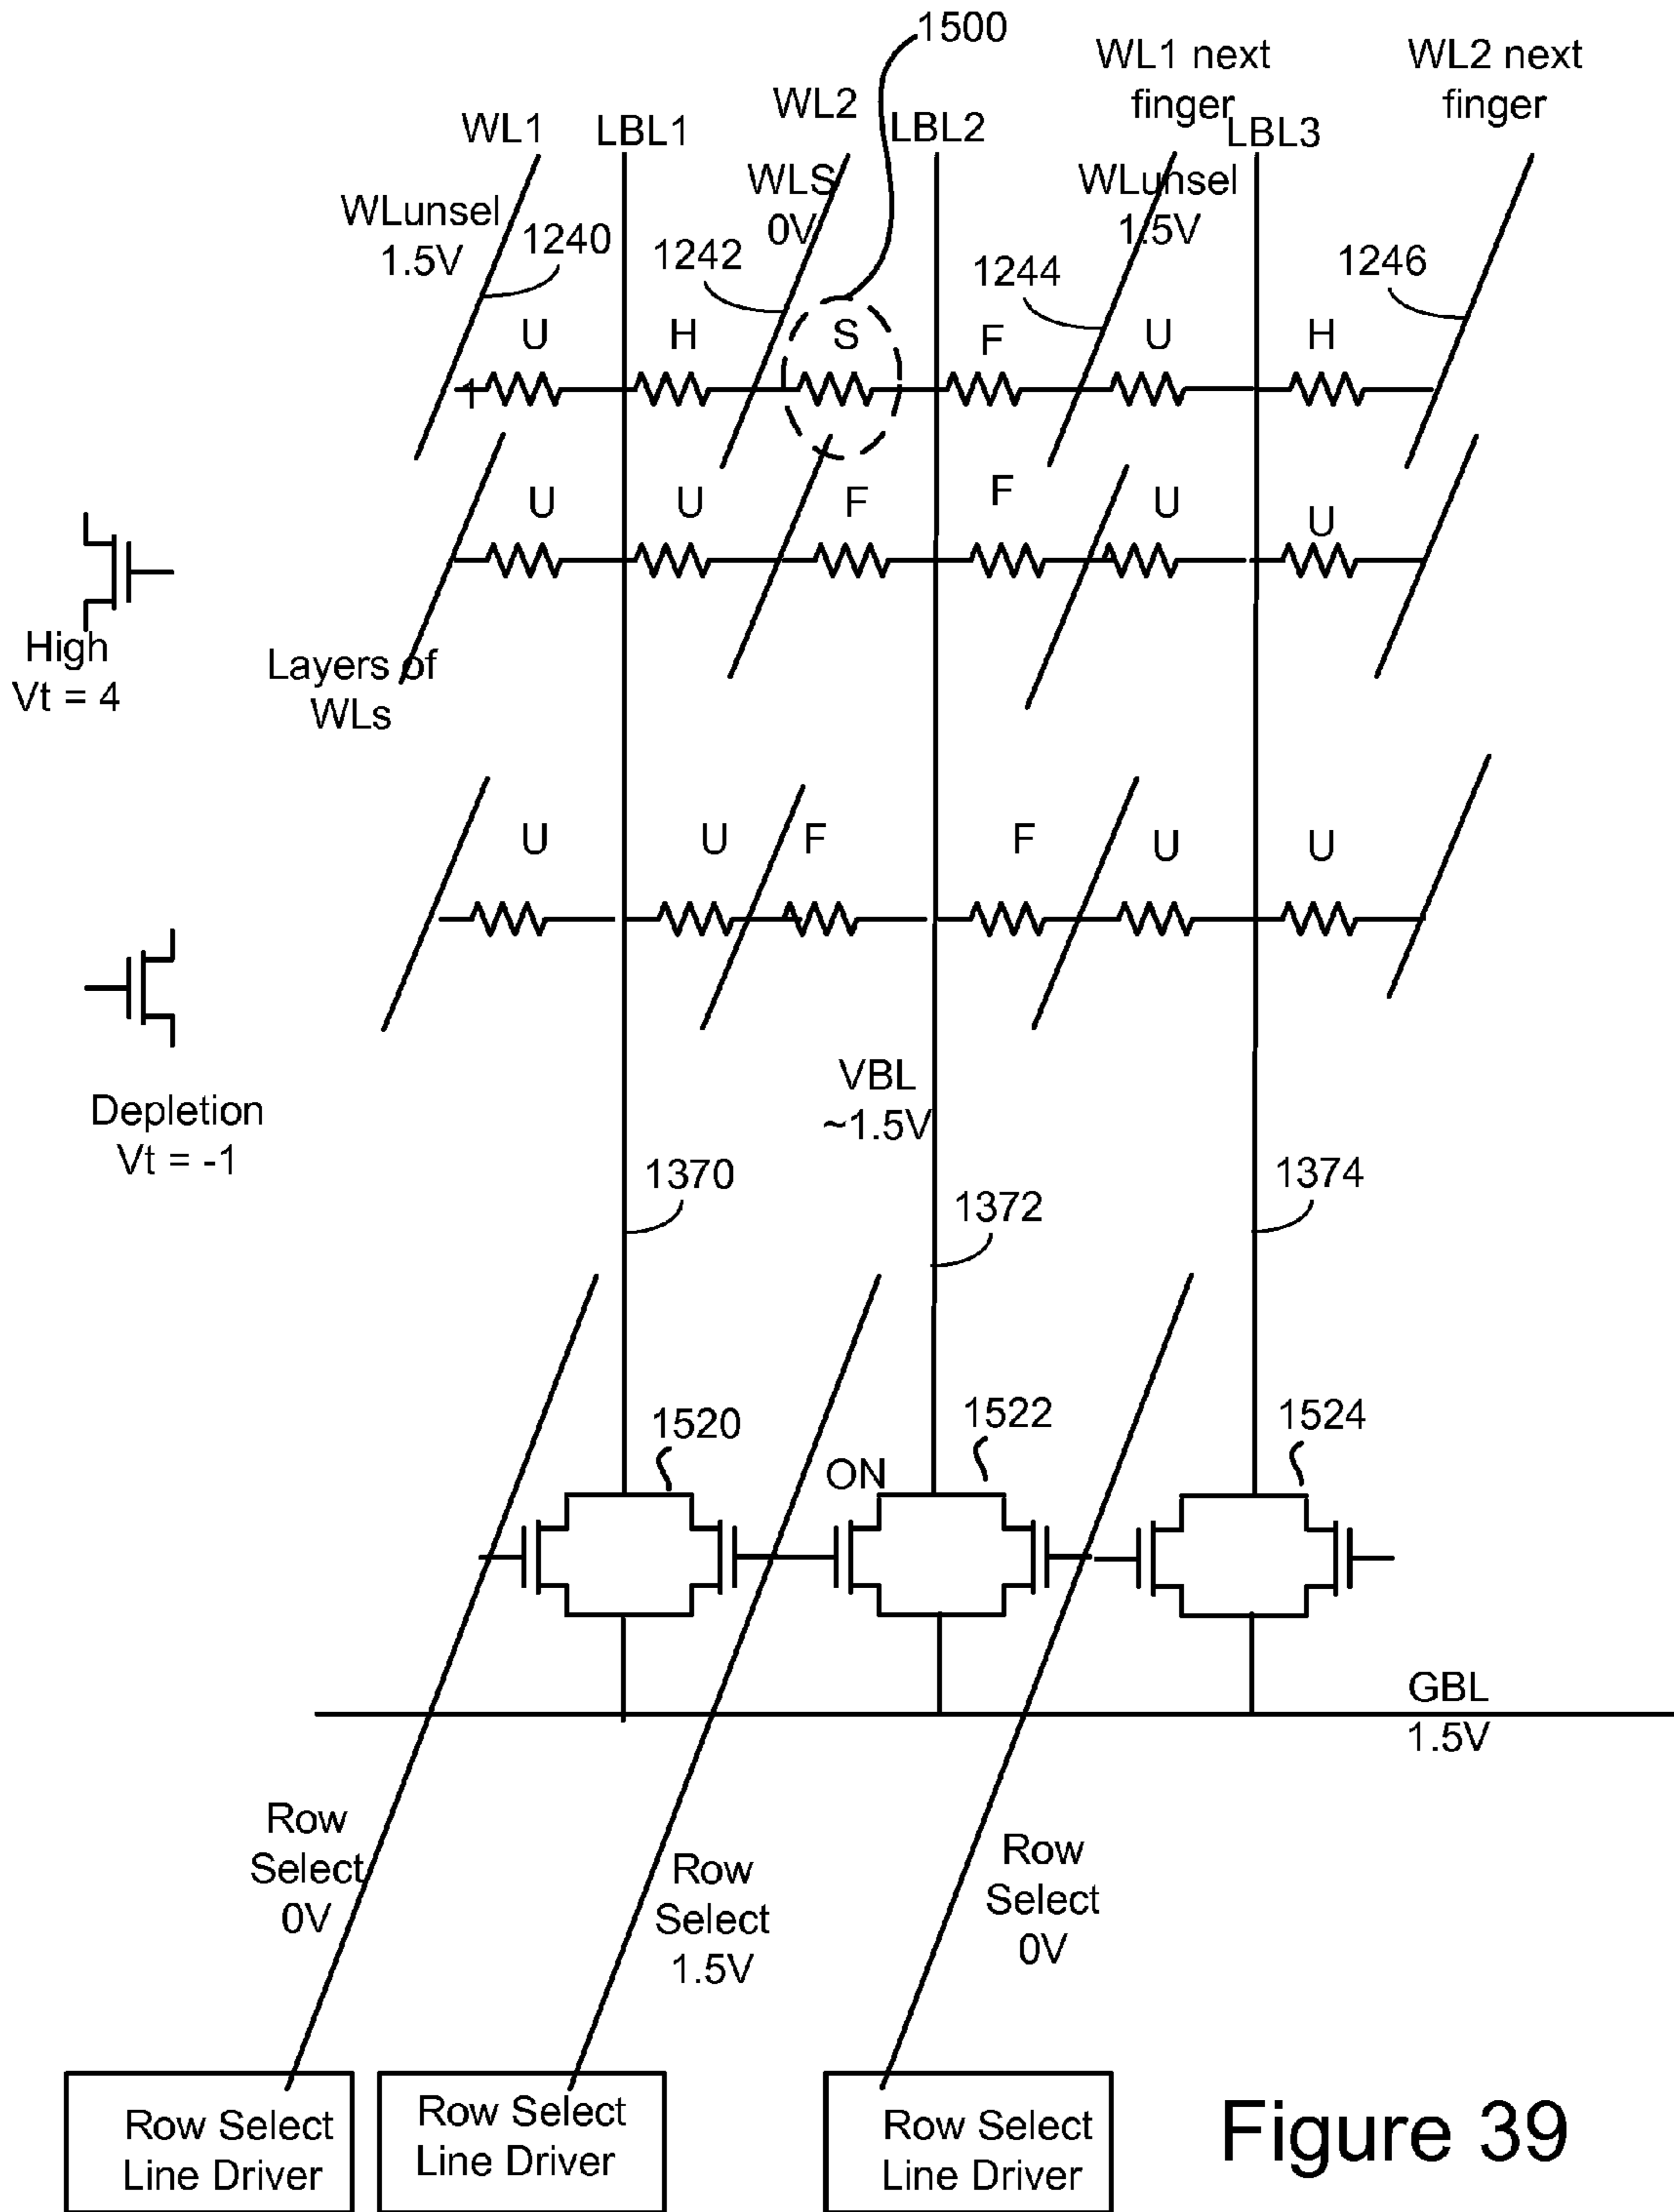 1500
WL1
LBL1
WL2
LBL2
WL1 next
finger
LBL3
WL2 next
finger
WLunsel
1.5V
1240
1242
WLS
0V
WLunsel
1.5V
1244
1246
U
H
S
F
U
H
1
U
U
F
F
U
U
High
Vt = 4
Layers of
WLs
U
U
F
F
U
U
Depletion
Vt = -1
VBL
~1.5V
1370
1372
1374
1520
ON
1522
1524
GBL
1.5V
Row
Select
0V
Row
Select
1.5V
Row
Select
0V
Row Select
Line Driver
Row Select
Line Driver
Row Select
Line Driver
Figure 39